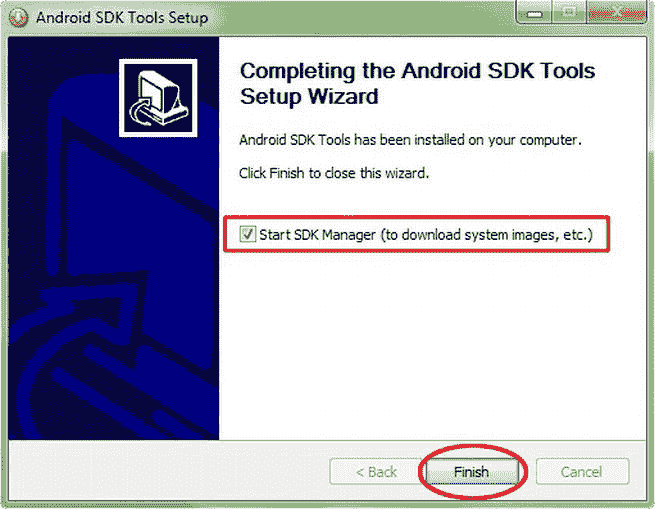 Android SDK Tools Setup
Completing the Android SDK Tools
Setup Wizard
Android SDK Tools has been installed on your computer.
Click Finish to close this wizard.
Start SDK Manager (to download system images, etc.)
< Back
Finish
Cancel